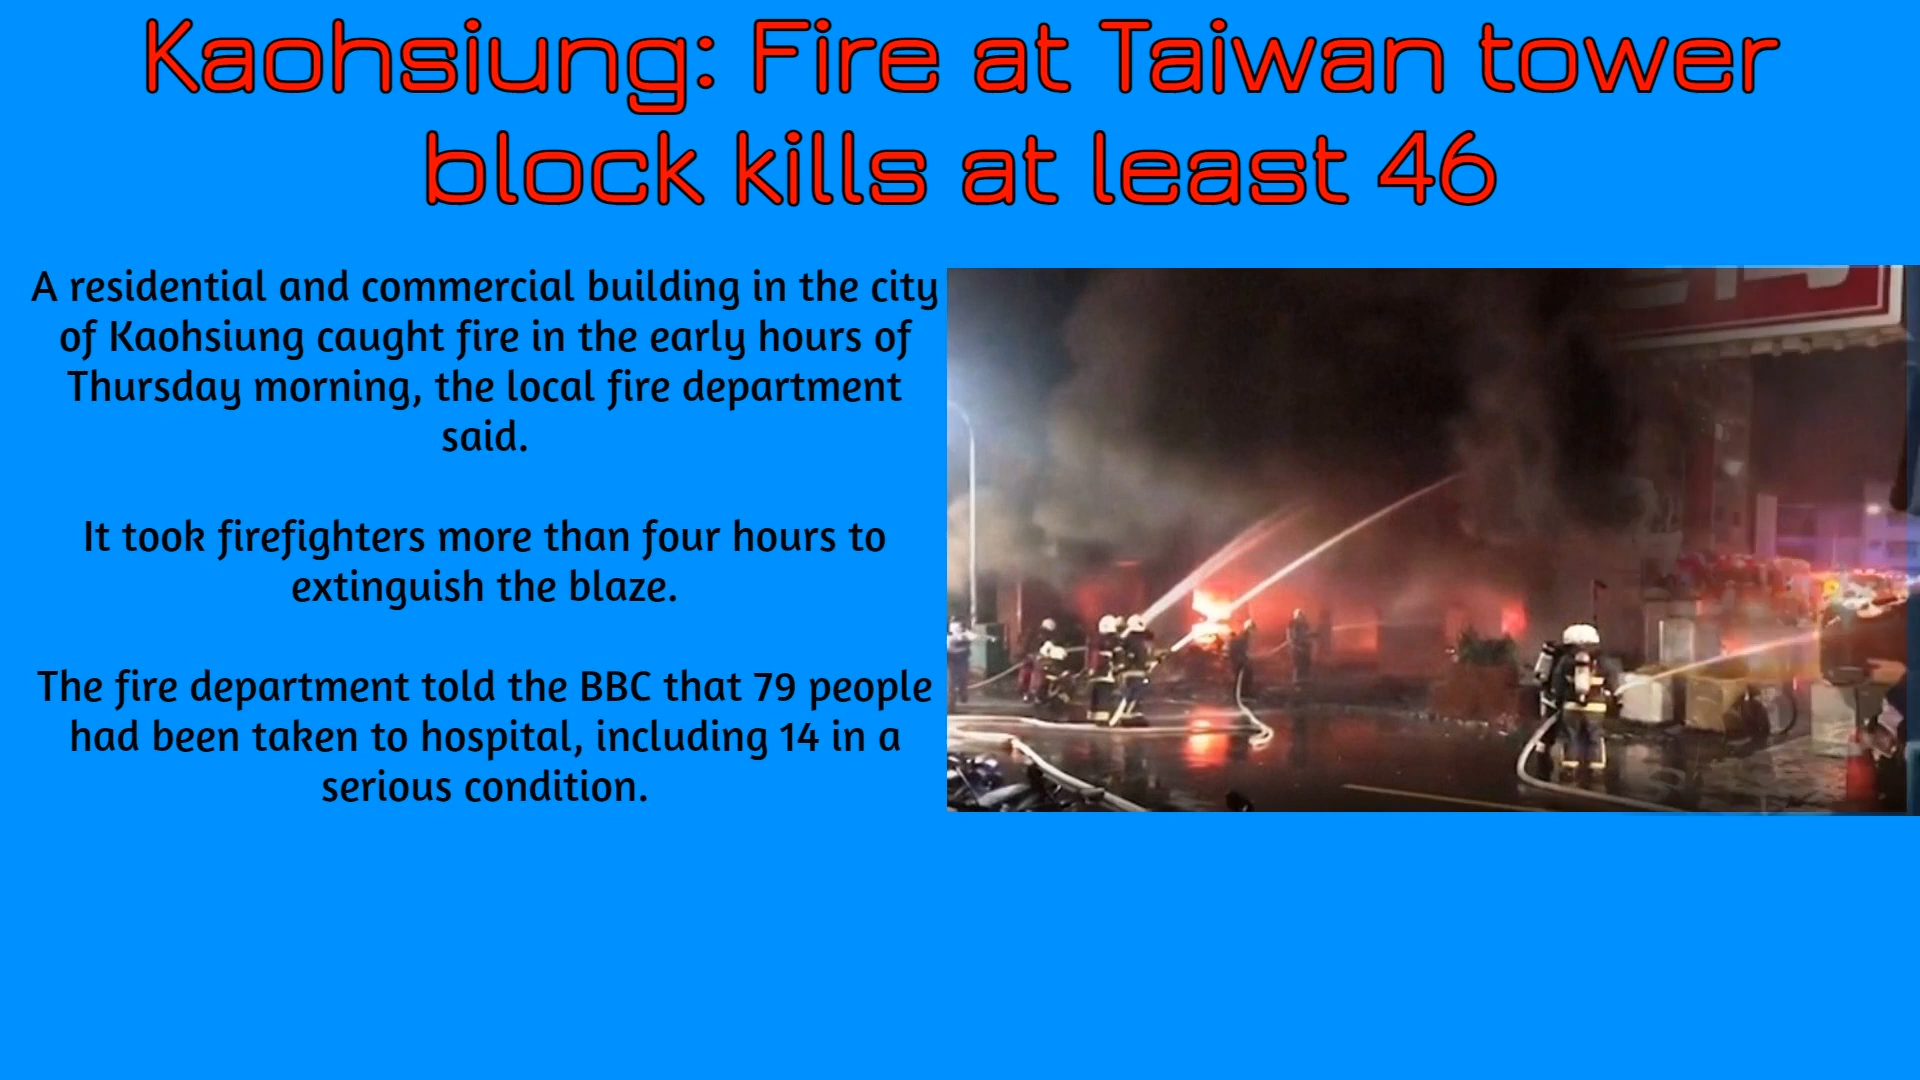 Kaohsiung: Fire at Taiwan tower
block kills at least 46
A residential and commercial building in the city
of Kaohsiung caught fire in the early hours of
Thursday morning, the local fire department
said.
It took firefighters more than four hours to
extinguish the blaze.
The fire department told the BBC that 79 people
had been taken to hospital, including 14 in a
serious condition.